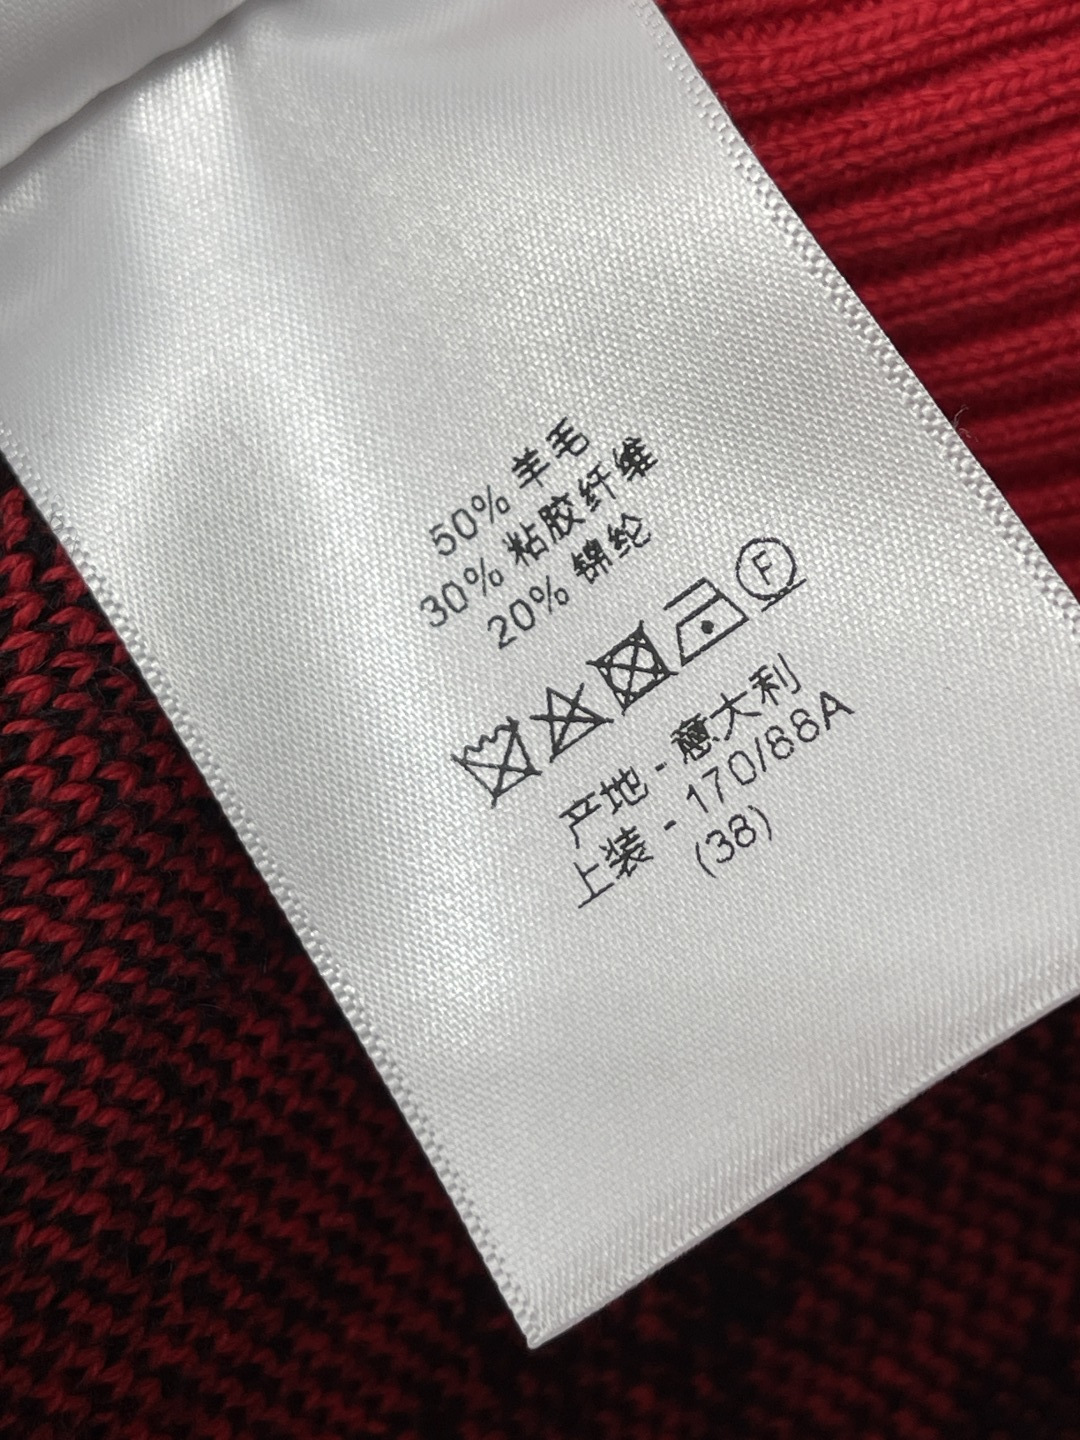 50% 羊毛
30% 粘胶纤维
20% 锦纶
F
产地 - 意大利
上装 - 170/88A
(38)